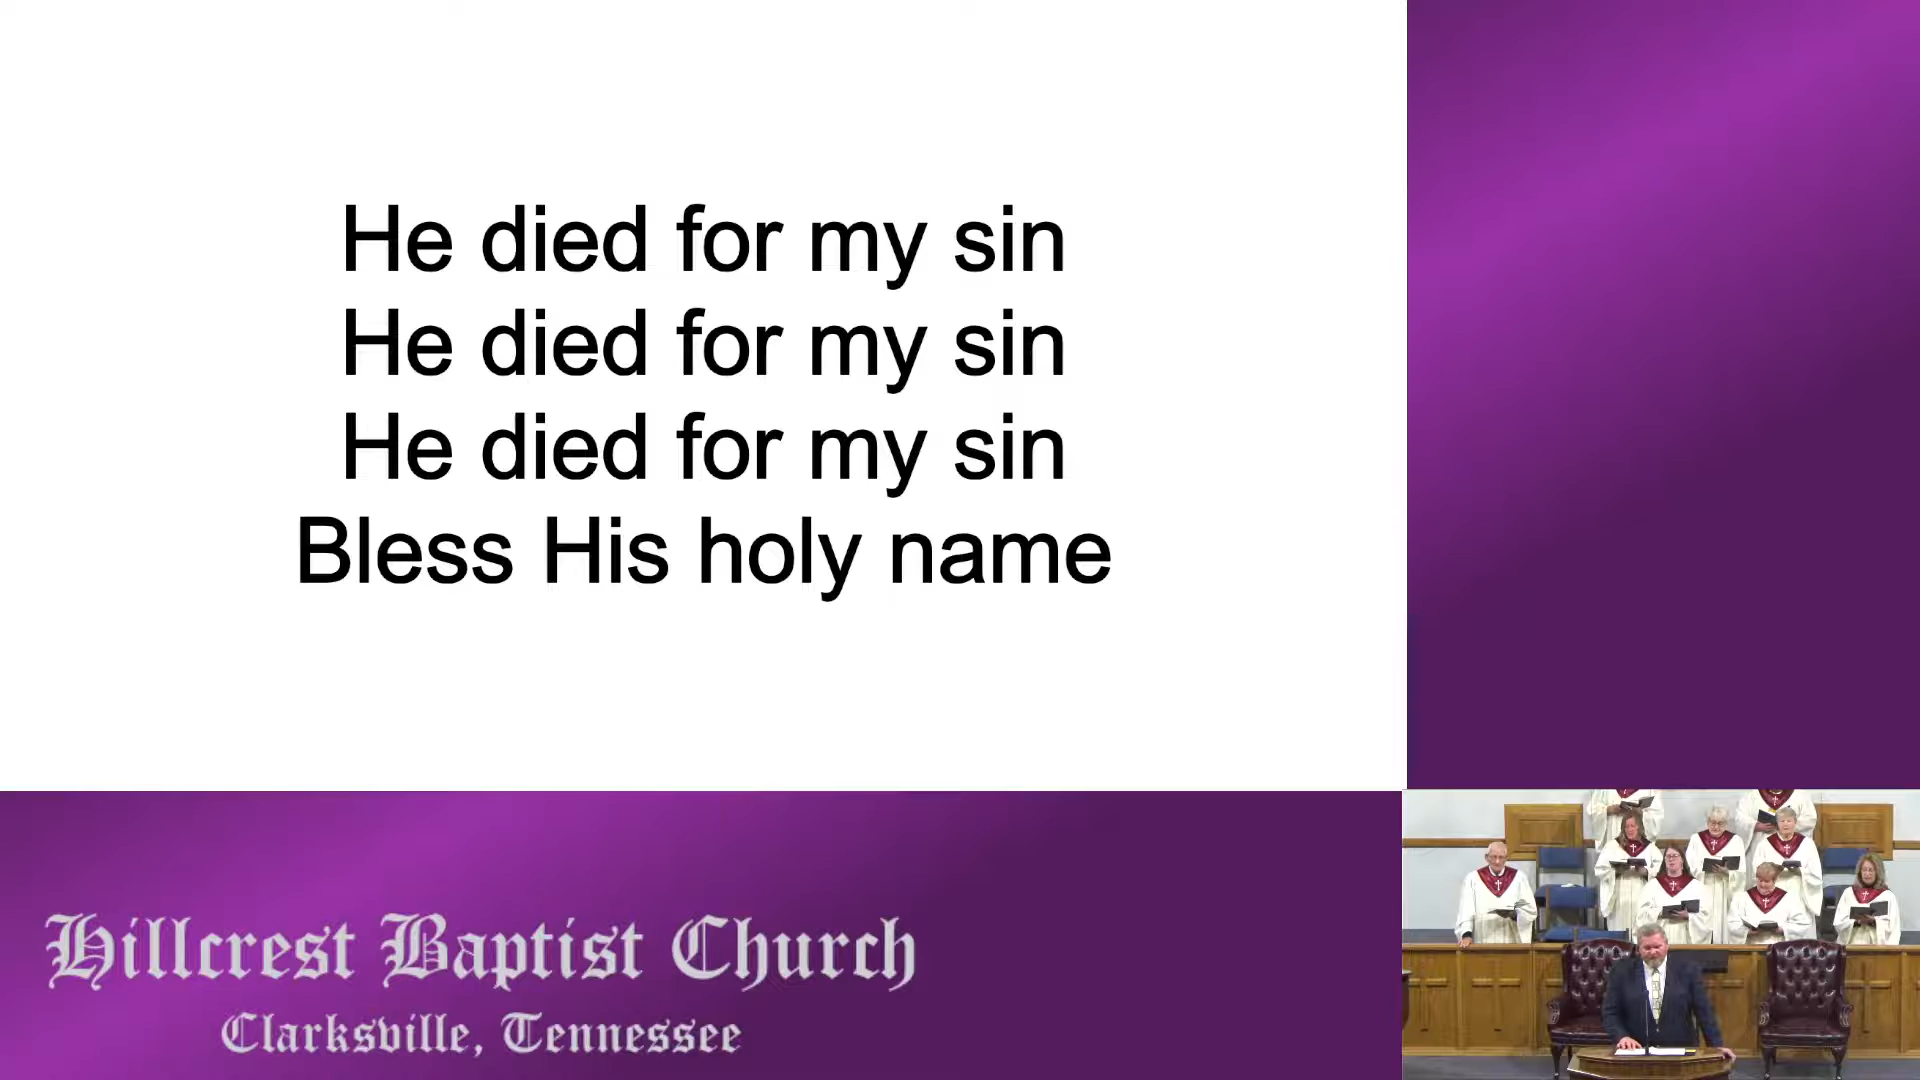 He died for my sin
He died for my sin
He died for my sin
Bless His holy name
Hillcrest Baptist Church
Clarksville, Tennessee